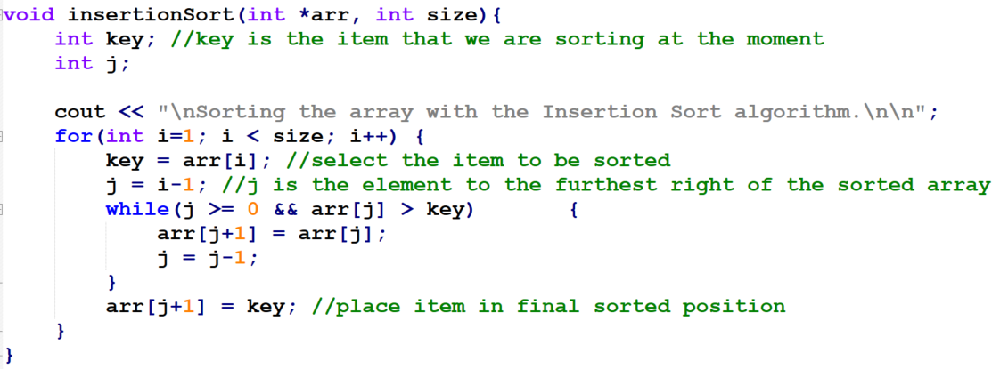 void insertionSort(int *arr, int size){
    int key; //key is the item that we are sorting at the moment
    int j;

    cout << "\nSorting the array with the Insertion Sort algorithm.\n\n";
    for(int i=1; i < size; i++) {
        key = arr[i]; //select the item to be sorted
        j = i-1; //j is the element to the furthest right of the sorted array
        while(j >= 0 && arr[j] > key)       {
            arr[j+1] = arr[j];
            j = j-1;
        }
        arr[j+1] = key; //place item in final sorted position
    }
}